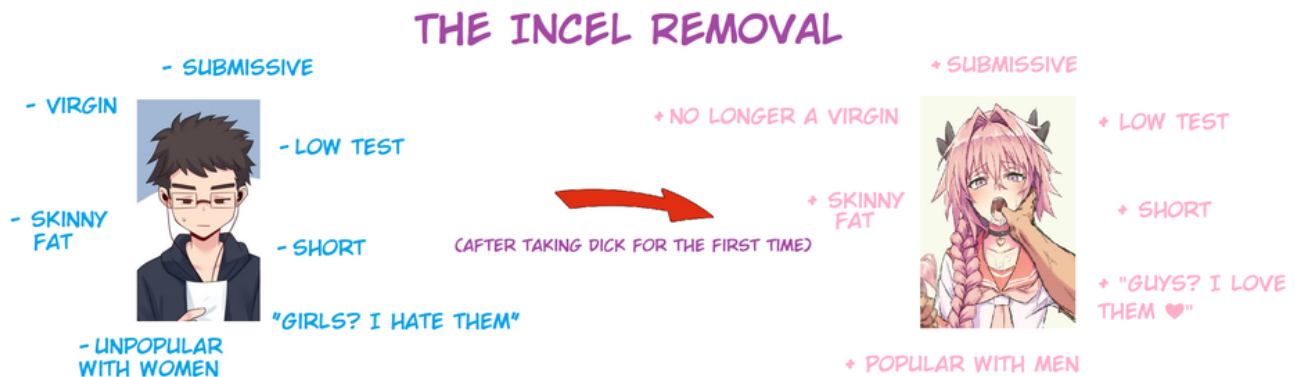 THE INCEL REMOVAL
- SUBMISSIVE
- VIRGIN
- LOW TEST
- SKINNY
FAT
- SHORT
"GIRLS? I HATE THEM"
- UNPOPULAR
WITH WOMEN
(AFTER TAKING DICK FOR THE FIRST TIME)
+ SUBMISSIVE
+ NO LONGER A VIRGIN
+ LOW TEST
+ SKINNY
FAT
+ SHORT
+ "GUYS? I LOVE
THEM ♥"
+ POPULAR WITH MEN